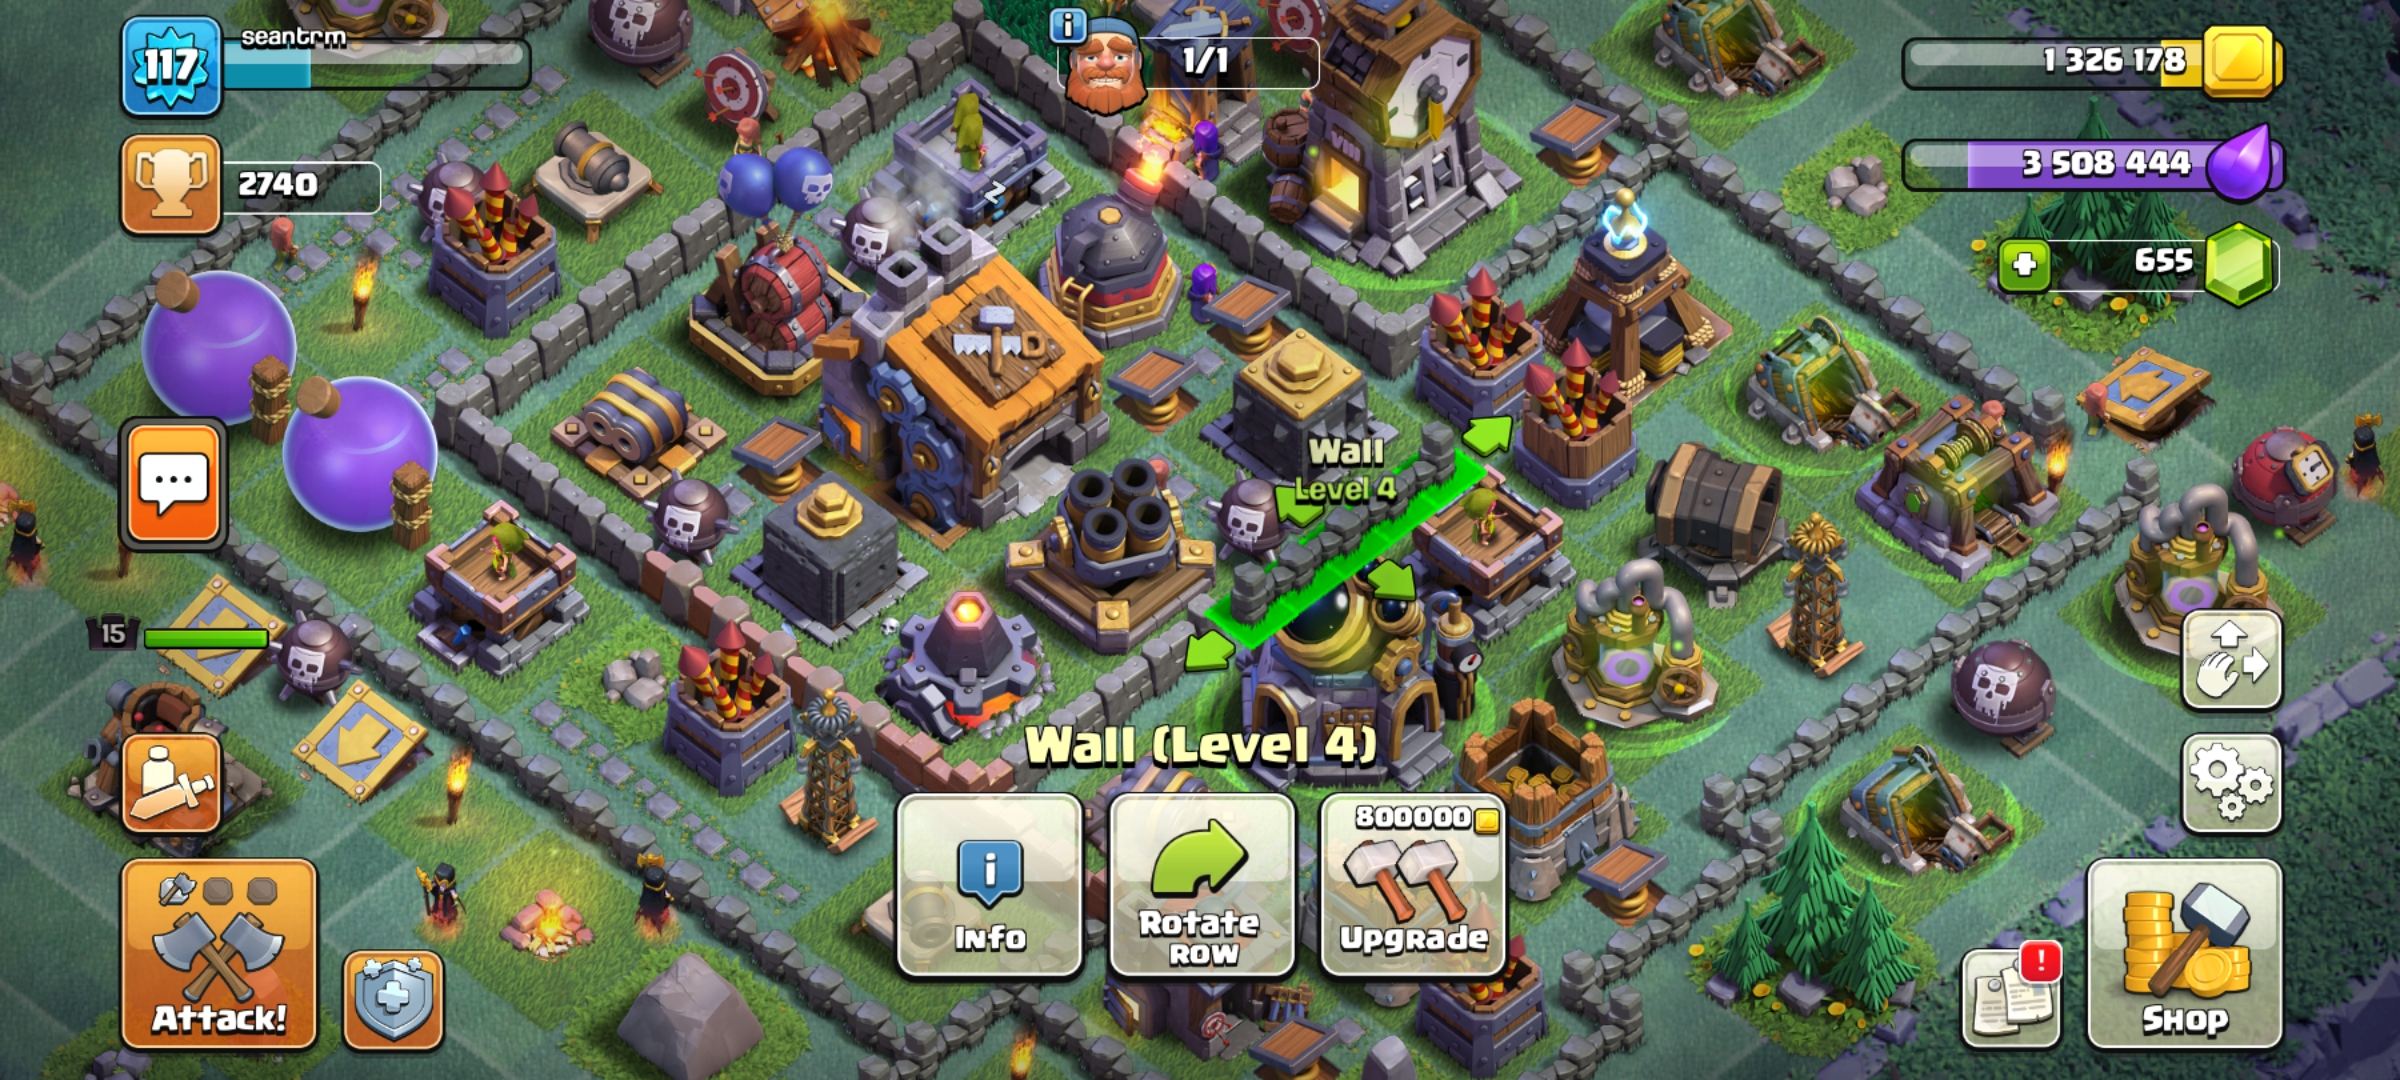 117
seantrm
i
1/1
1 326 178
2740
3 508 444
VIII
655
Wall
Level 4
15
Wall (Level 4)
800000
i
Info
Rotate
row
Upgrade
Attack!
!
Shop